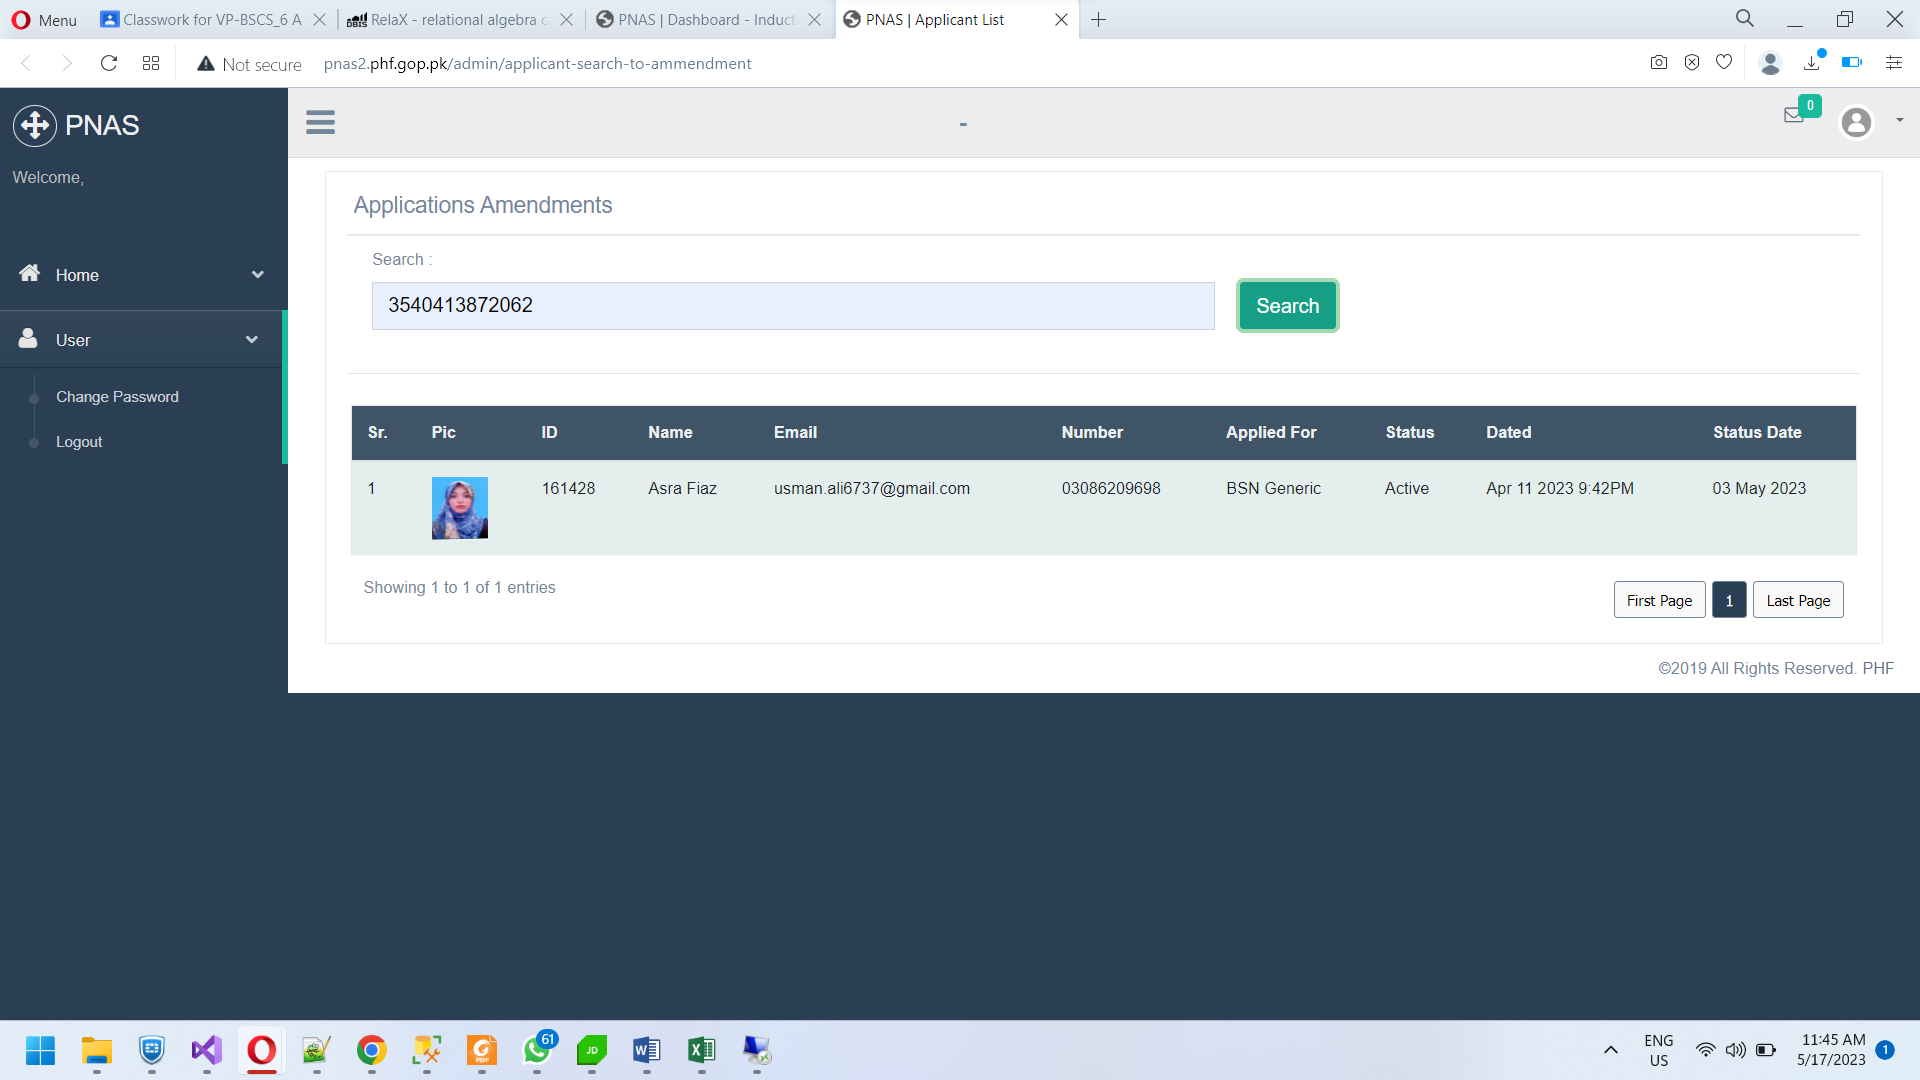 Menu
Classwork for VP-BSCS_6 A
RelaX - relational algebra c
PNAS | Dashboard - Induct
PNAS | Applicant List
Not secure
pnas2.phf.gop.pk/admin/applicant-search-to-ammendment
PNAS
-
0
Welcome,
Home
User
Change Password
Logout
Applications Amendments
Search :
3540413872062
Search
Sr. Pic ID Name Email Number Applied For Status Dated Status Date
1 161428 Asra Fiaz usman.ali6737@gmail.com 03086209698 BSN Generic Active Apr 11 2023 9:42PM 03 May 2023
Showing 1 to 1 of 1 entries
First Page 1 Last Page
©2019 All Rights Reserved. PHF
61
JD
PDF
ENG
US
11:45 AM
5/17/2023
1